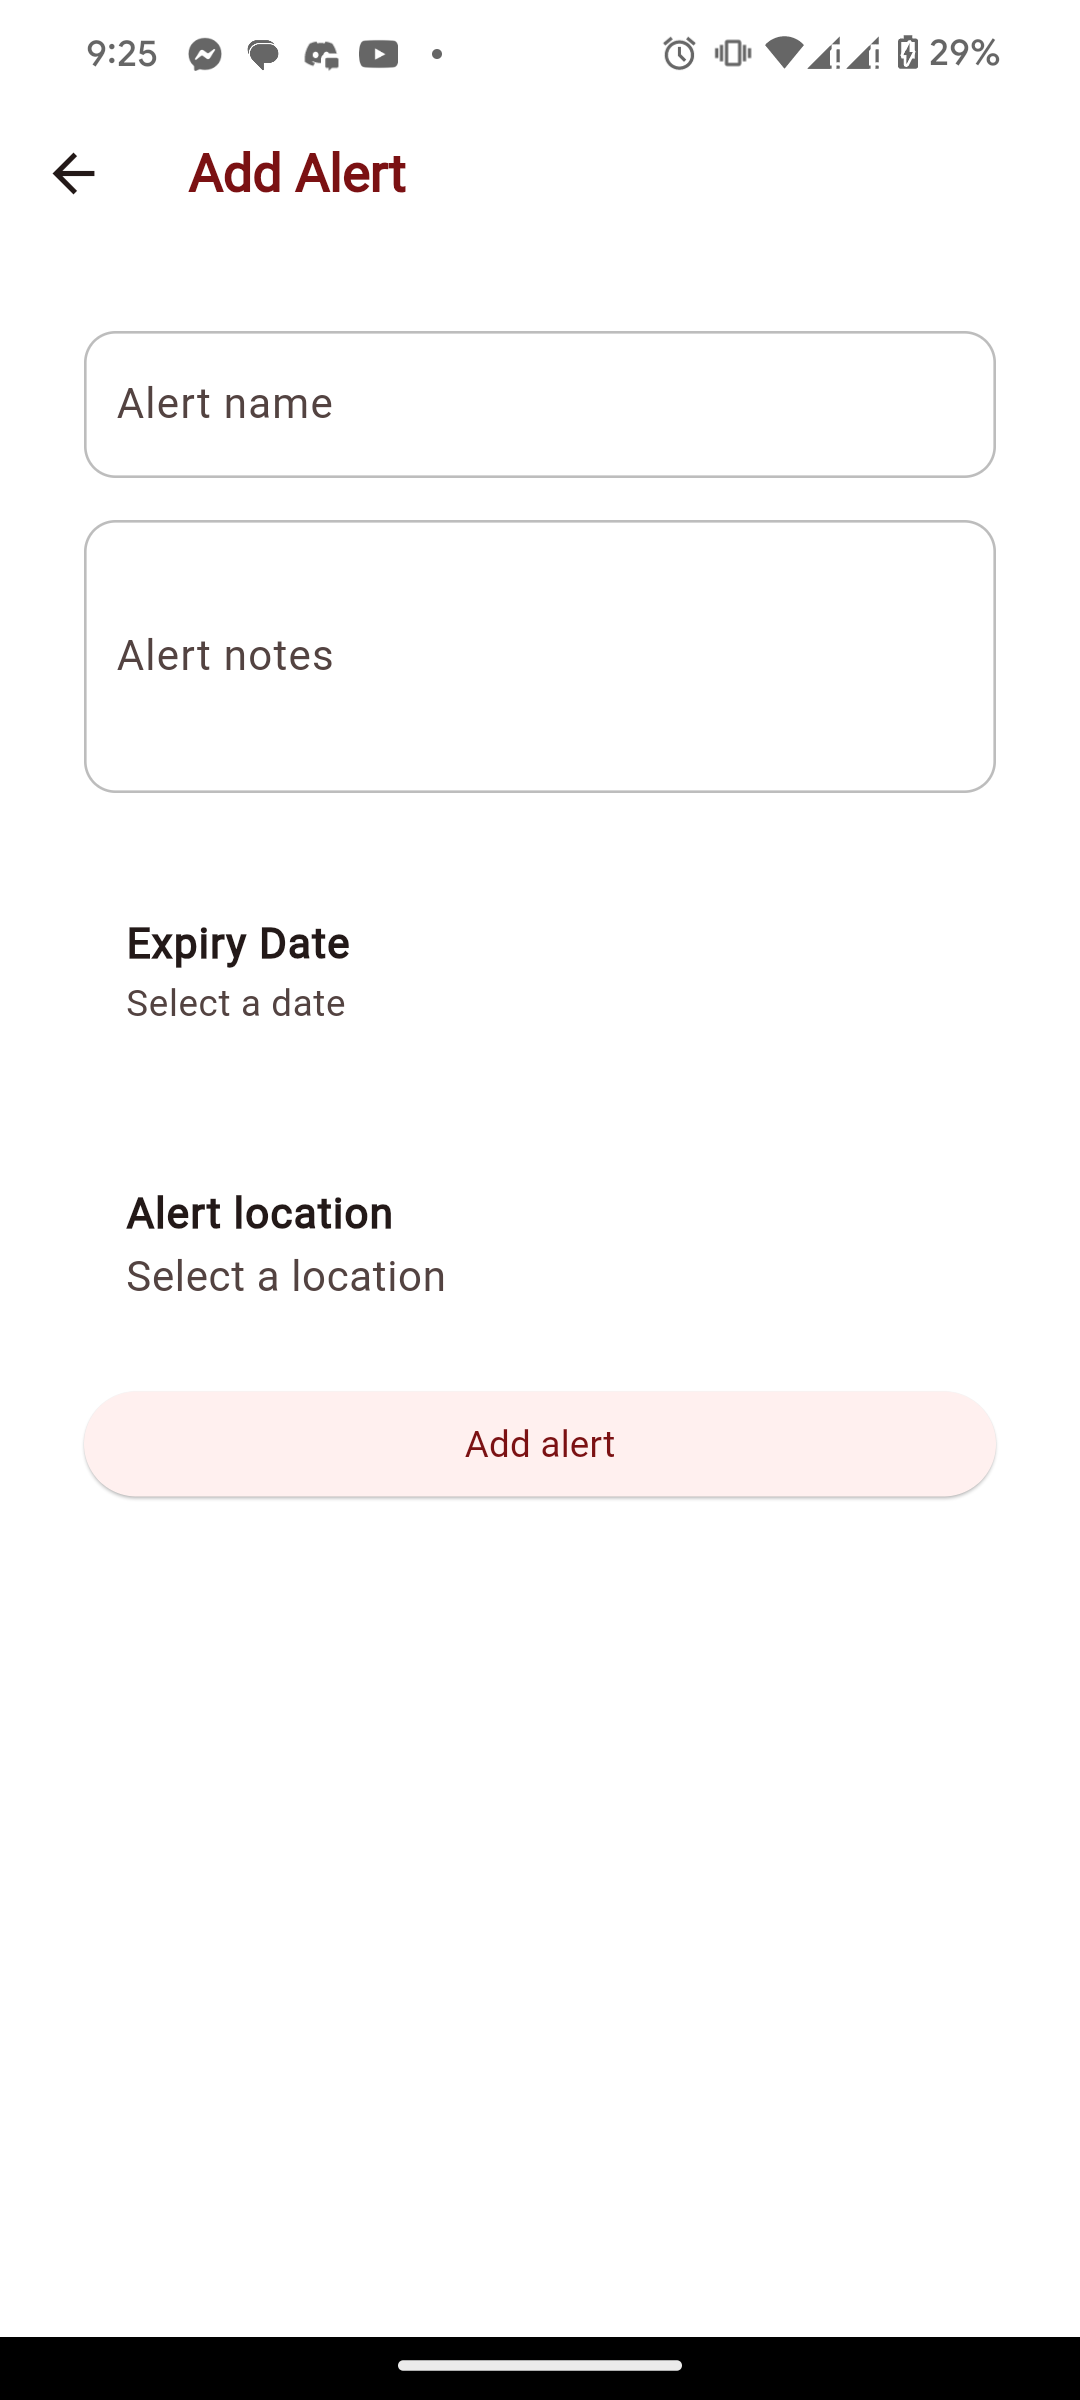 9:25
29%
Add Alert
Alert name
Alert notes
Expiry Date
Select a date
Alert location
Select a location
Add alert